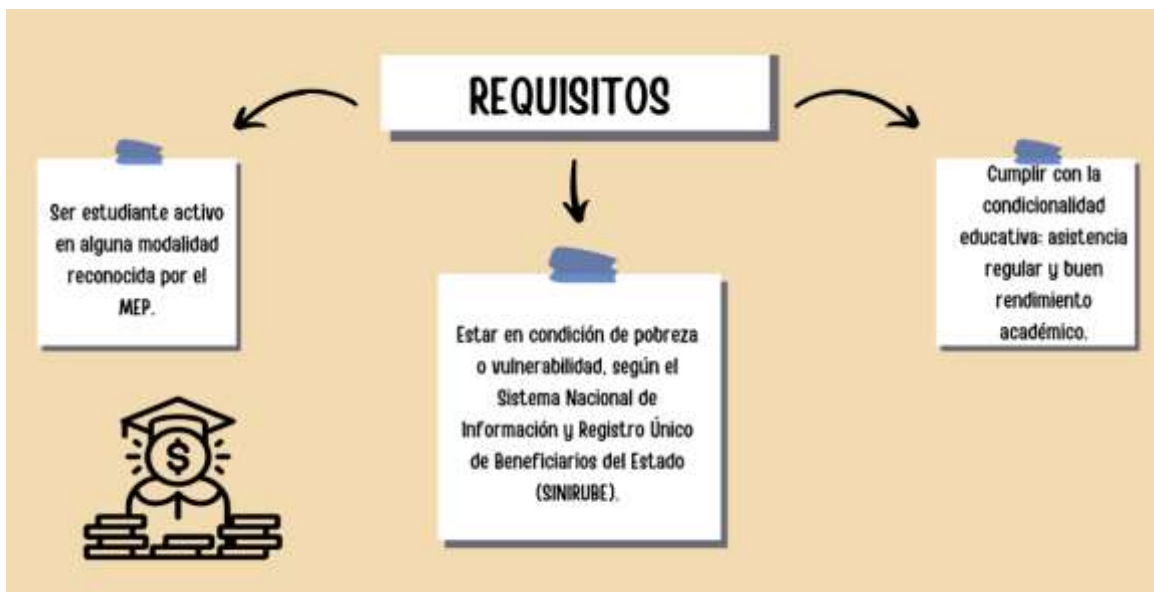 REQUISITOS
Ser estudiante activo
en alguna modalidad
reconocida por el
MEP.
Estar en condición de pobreza
o vulnerabilidad, según el
Sistema Nacional de
Información y Registro Único
de Beneficiarios del Estado
(SINIRUBE).
Cumplir con la
condicionalidad
educativa: asistencia
regular y buen
rendimiento
académico.
$